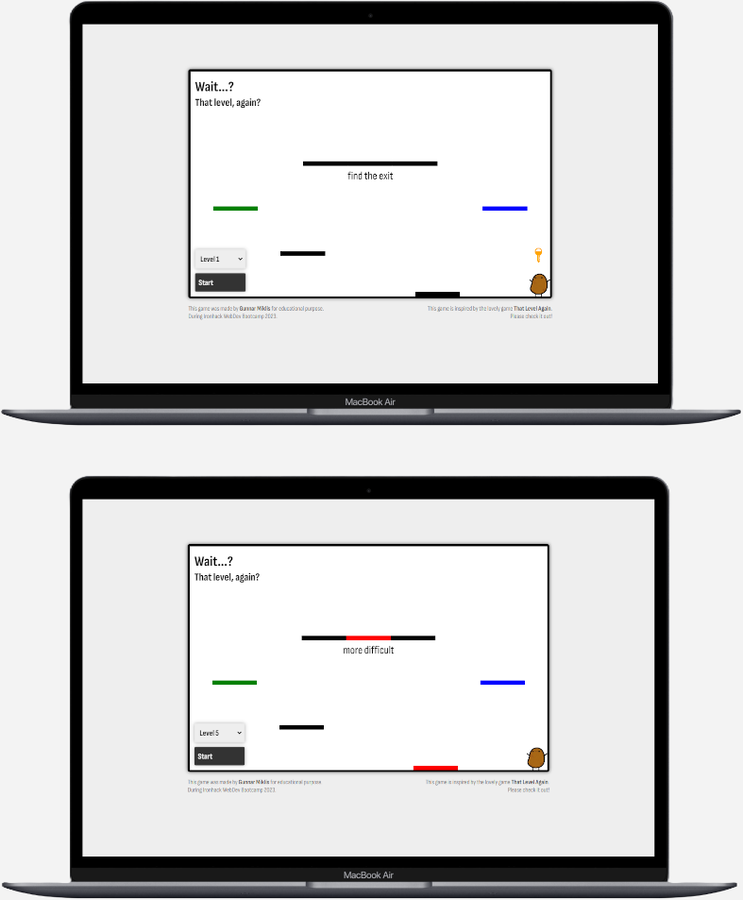 Wait...?
That level, again?
find the exit
Level 1
Start
This game was made by Gunnar Miklis for educational purpose.
During Ironhack WebDev Bootcamp 2023.
This game is inspired by the lovely game That Level Again.
Please check it out!
MacBook Air
Wait...?
That level, again?
more difficult
Level 5
Start
This game was made by Gunnar Miklis for educational purpose.
During Ironhack WebDev Bootcamp 2023.
This game is inspired by the lovely game That Level Again.
Please check it out!
MacBook Air